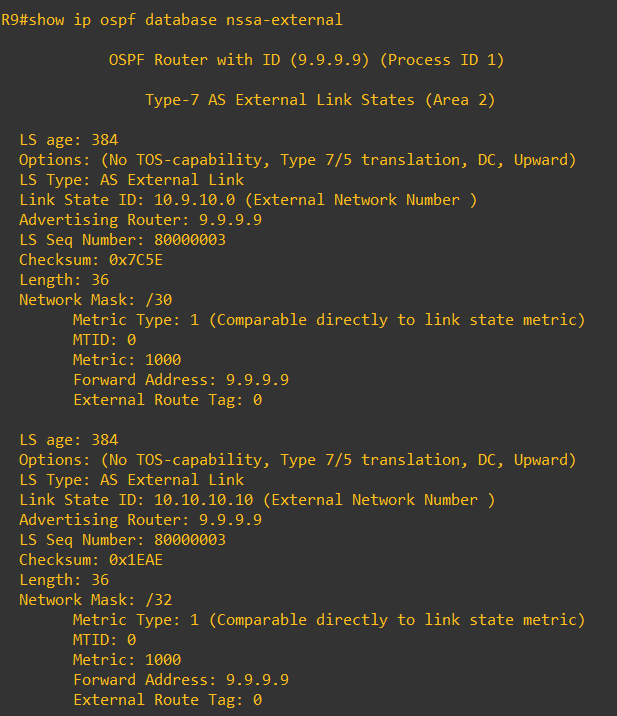 R9#show ip ospf database nssa-external
OSPF Router with ID (9.9.9.9) (Process ID 1)
Type-7 AS External Link States (Area 2)
LS age: 384
Options: (No TOS-capability, Type 7/5 translation, DC, Upward)
LS Type: AS External Link
Link State ID: 10.9.10.0 (External Network Number )
Advertising Router: 9.9.9.9
LS Seq Number: 80000003
Checksum: 0x7C5E
Length: 36
Network Mask: /30
Metric Type: 1 (Comparable directly to link state metric)
MTID: 0
Metric: 1000
Forward Address: 9.9.9.9
External Route Tag: 0
LS age: 384
Options: (No TOS-capability, Type 7/5 translation, DC, Upward)
LS Type: AS External Link
Link State ID: 10.10.10.10 (External Network Number )
Advertising Router: 9.9.9.9
LS Seq Number: 80000003
Checksum: 0x1EAE
Length: 36
Network Mask: /32
Metric Type: 1 (Comparable directly to link state metric)
MTID: 0
Metric: 1000
Forward Address: 9.9.9.9
External Route Tag: 0